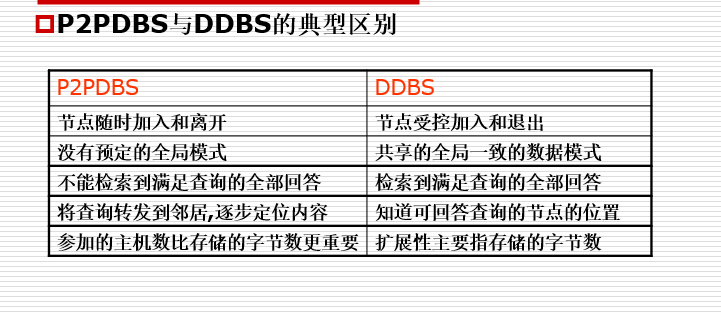 P2PDBS与DDBS的典型区别
P2PDBS DDBS
节点随时加入和离开 节点受控加入和退出
没有预定的全局模式 共享的全局一致的数据模式
不能检索到满足查询的全部回答 检索到满足查询的全部回答
将查询转发到邻居,逐步定位内容 知道可回答查询的节点的位置
参加的主机数比存储的字节数更重要 扩展性主要指存储的字节数